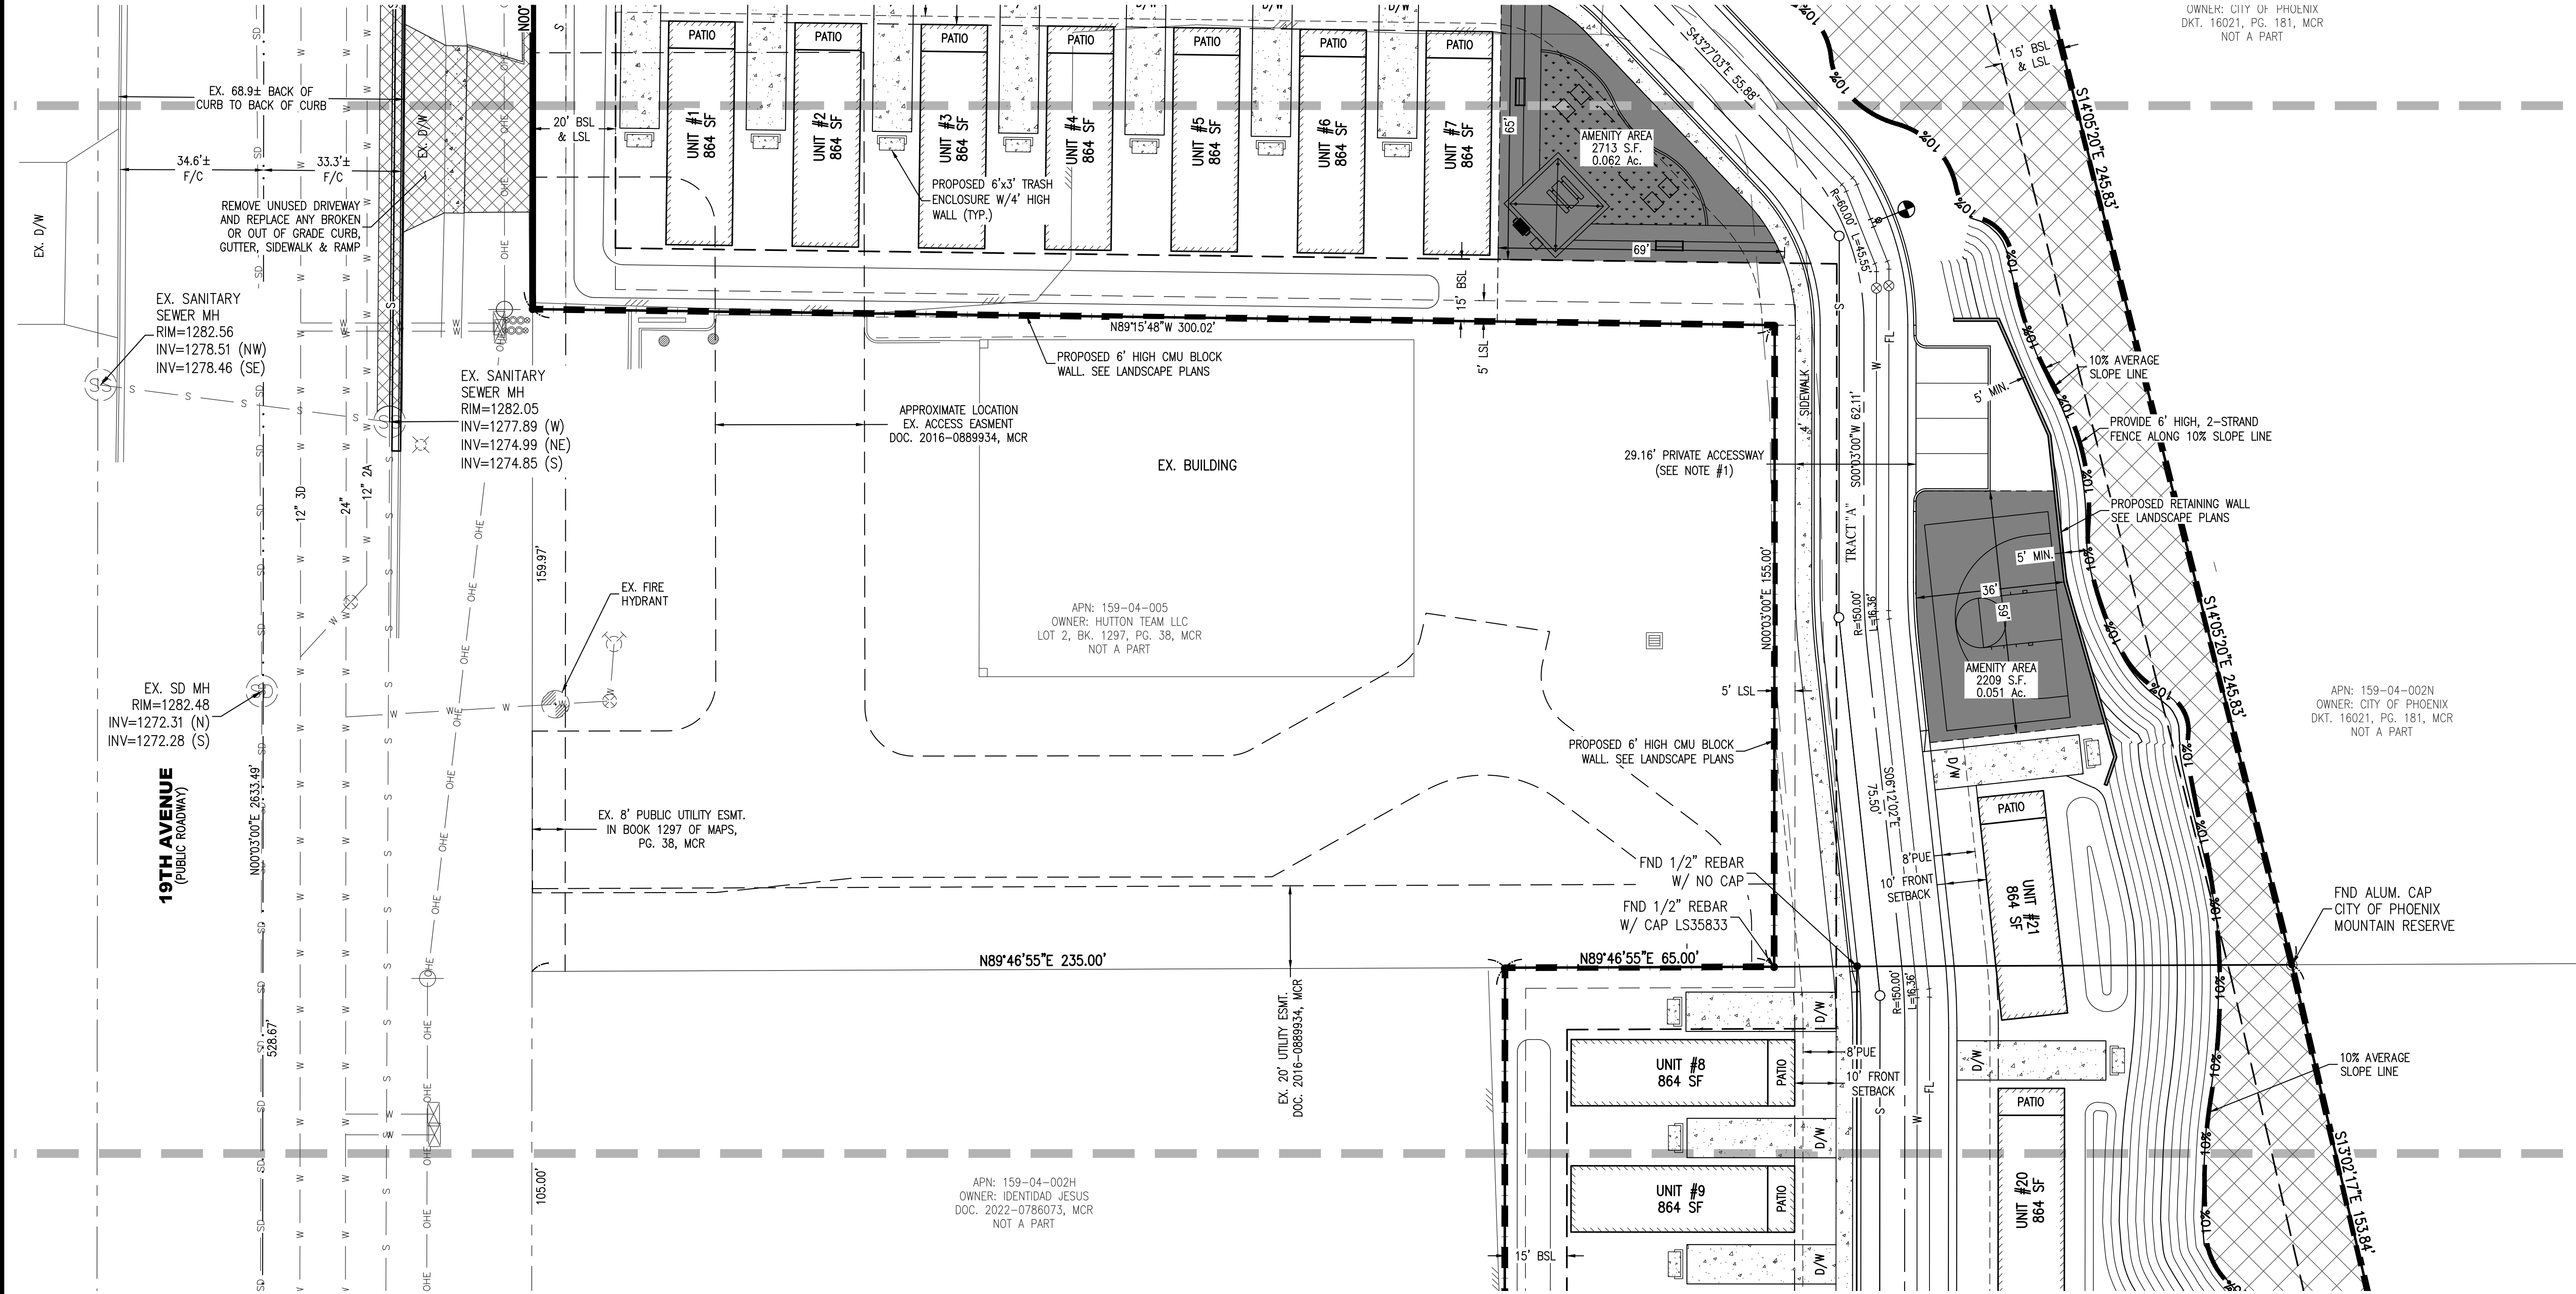 OWNER: CITY OF PHOENIX
DKT. 16021, PG. 181, MCR
NOT A PART
15' BSL
& LSL
S14°05'20"E 245.83'
S43°27'03"E 55.88'
N00°
D/W
D/W
D/W
PATIO
PATIO
PATIO
PATIO
PATIO
PATIO
PATIO
UNIT #1
864 SF
UNIT #2
864 SF
UNIT #3
864 SF
UNIT #4
864 SF
UNIT #5
864 SF
UNIT #6
864 SF
UNIT #7
864 SF
EX. 68.9± BACK OF
CURB TO BACK OF CURB
EX. D/W
20' BSL
& LSL
34.6'±
F/C
33.3'±
F/C
65'
AMENITY AREA
2713 S.F.
0.062 Ac.
69'
PROPOSED 6'x3' TRASH
ENCLOSURE W/4' HIGH
WALL (TYP.)
REMOVE UNUSED DRIVEWAY
AND REPLACE ANY BROKEN
OR OUT OF GRADE CURB,
GUTTER, SIDEWALK & RAMP
EX. D/W
R=60.00' L=45.55'
15' BSL
5' LSL
EX. SANITARY
SEWER MH
RIM=1282.56
INV=1278.51 (NW)
INV=1278.46 (SE)
EX. SANITARY
SEWER MH
RIM=1282.05
INV=1277.89 (W)
INV=1274.99 (NE)
INV=1274.85 (S)
N89°15'48"W 300.02'
PROPOSED 6' HIGH CMU BLOCK
WALL. SEE LANDSCAPE PLANS
10% AVERAGE
SLOPE LINE
5' MIN.
APPROXIMATE LOCATION
EX. ACCESS EASMENT
DOC. 2016-0889934, MCR
EX. BUILDING
29.16' PRIVATE ACCESSWAY
(SEE NOTE #1)
4' SIDEWALK
S00°03'00"W 62.11'
TRACT "A"
PROVIDE 6' HIGH, 2-STRAND
FENCE ALONG 10% SLOPE LINE
PROPOSED RETAINING WALL
SEE LANDSCAPE PLANS
12" 3D
24"
12" 2A
159.97'
N00°03'00"E 155.00'
5' MIN.
36'
59'
R=150.00'
L=16.36'
EX. FIRE
HYDRANT
APN: 159-04-005
OWNER: HUTTON TEAM LLC
LOT 2, BK. 1297, PG. 38, MCR
NOT A PART
S14°05'20"E 245.83'
AMENITY AREA
2209 S.F.
0.051 Ac.
5' LSL
EX. SD MH
RIM=1282.48
INV=1272.31 (N)
INV=1272.28 (S)
APN: 159-04-002N
OWNER: CITY OF PHOENIX
DKT. 16021, PG. 181, MCR
NOT A PART
PROPOSED 6' HIGH CMU BLOCK
WALL. SEE LANDSCAPE PLANS
19TH AVENUE
(PUBLIC ROADWAY)
N00°03'00"E 2633.49'
S06°12'02"E
75.50'
D/W
PATIO
EX. 8' PUBLIC UTILITY ESMT.
IN BOOK 1297 OF MAPS,
PG. 38, MCR
8'PUE
10' FRONT
SETBACK
UNIT #21
864 SF
FND 1/2" REBAR
W/ NO CAP
FND 1/2" REBAR
W/ CAP LS35833
FND ALUM. CAP
CITY OF PHOENIX
MOUNTAIN RESERVE
N89°46'55"E 235.00'
N89°46'55"E 65.00'
EX. 20' UTILITY ESMT.
DOC. 2016-0889934, MCR
R=150.00'
L=16.36'
D/W
528.67'
8'PUE
UNIT #8
864 SF
PATIO
10' FRONT
SETBACK
D/W
PATIO
10% AVERAGE
SLOPE LINE
D/W
105.00'
APN: 159-04-002H
OWNER: IDENTIDAD JESUS
DOC. 2022-0786073, MCR
NOT A PART
UNIT #9
864 SF
PATIO
UNIT #20
864 SF
S13°02'17"E 153.84'
15' BSL
D/W